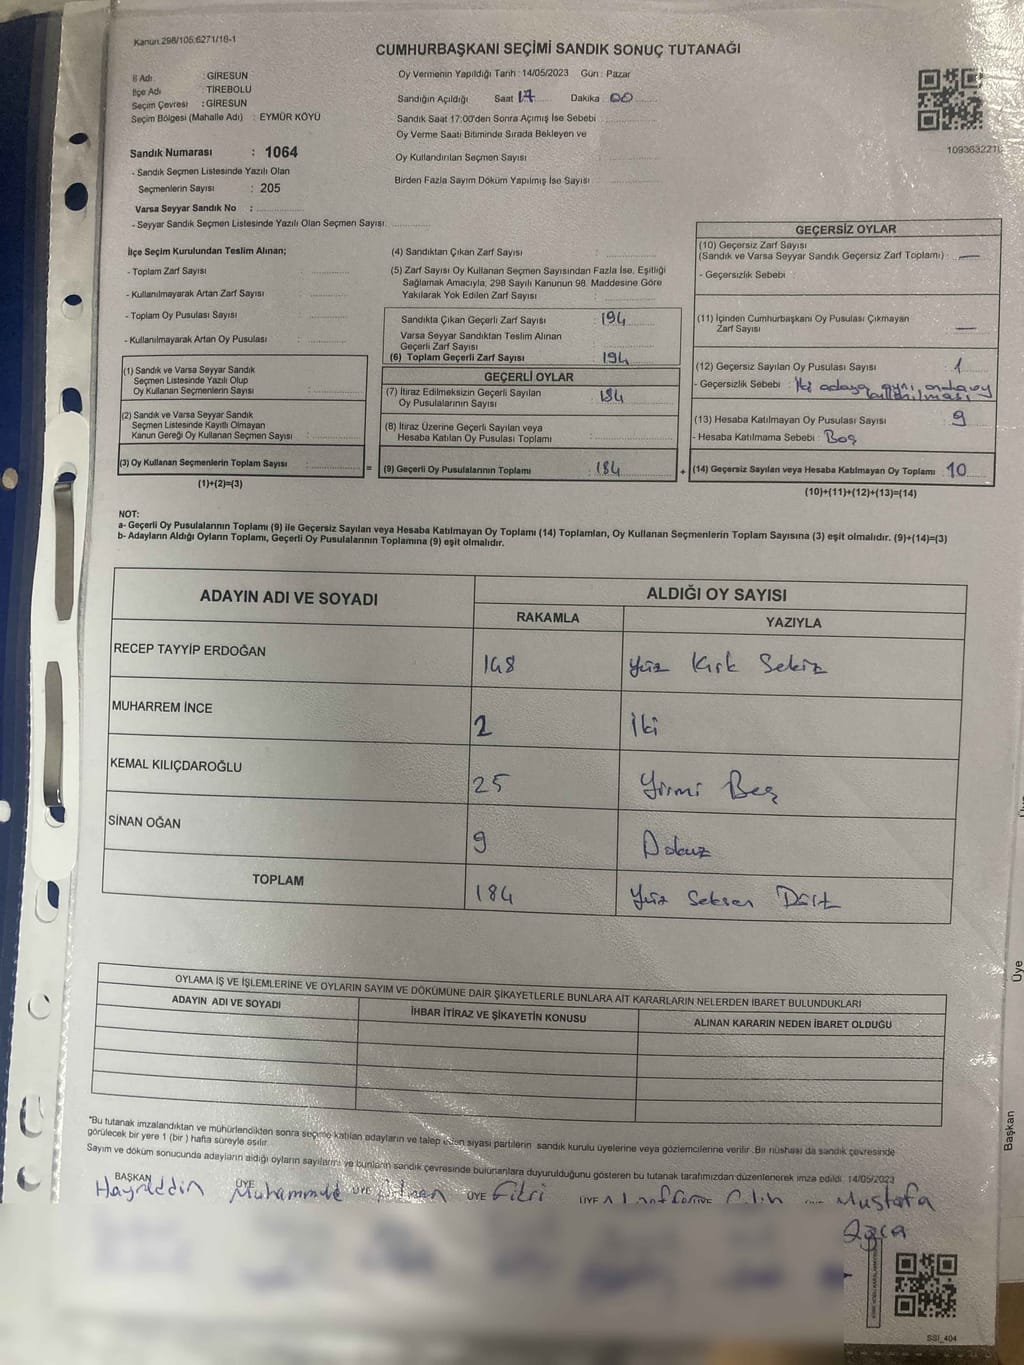 Kanun:298/105;6271/18-1
CUMHURBAŞKANI SEÇİMİ SANDIK SONUÇ TUTANAĞI
İl Adı : GİRESUN
İlçe Adı : TİREBOLU
Seçim Çevresi : GİRESUN
Seçim Bölgesi (Mahalle Adı) : EYMÜR KÖYÜ
Sandık Numarası : 1064
- Sandık Seçmen Listesinde Yazılı Olan
Seçmenlerin Sayısı : 205
Varsa Seyyar Sandık No :
- Seyyar Sandık Seçmen Listesinde Yazılı Olan Seçmen Sayısı:
Oy Vermenin Yapıldığı Tarih : 14/05/2023 Gün : Pazar
Sandığın Açıldığı Saat 17 Dakika 00
Sandık Saat 17:00'den Sonra Açımış İse Sebebi :
Oy Verme Saati Bitiminde Sırada Bekleyen ve
Oy Kullandırılan Seçmen Sayısı :
Birden Fazla Sayım Döküm Yapılmış İse Sayısı :
109363221
İlçe Seçim Kurulundan Teslim Alınan;
- Toplam Zarf Sayısı :
- Kullanılmayarak Artan Zarf Sayısı :
- Toplam Oy Pusulası Sayısı :
- Kullanılmayarak Artan Oy Pusulası :
(1) Sandık ve Varsa Seyyar Sandık
Seçmen Listesinde Yazılı Olup
Oy Kullanan Seçmenlerin Sayısı :
(2) Sandık ve Varsa Seyyar Sandık
Seçmen Listesinde Kayıtlı Olmayan
Kanun Gereği Oy Kullanan Seçmen Sayısı :
(3) Oy Kullanan Seçmenlerin Toplam Sayısı :
(1)+(2)=(3)
(4) Sandıktan Çıkan Zarf Sayısı :
(5) Zarf Sayısı Oy Kullanan Seçmen Sayısından Fazla İse, Eşitliği
Sağlamak Amacıyla, 298 Sayılı Kanunun 98. Maddesine Göre
Yakılarak Yok Edilen Zarf Sayısı :
Sandıkta Çıkan Geçerli Zarf Sayısı : 194
Varsa Seyyar Sandıktan Teslim Alınan
Geçerli Zarf Sayısı :
(6) Toplam Geçerli Zarf Sayısı : 194
GEÇERLİ OYLAR
(7) İtiraz Edilmeksizin Geçerli Sayılan
Oy Pusulalarının Sayısı : 184
(8) İtiraz Üzerine Geçerli Sayılan veya
Hesaba Katılan Oy Pusulası Toplamı :
= (9) Geçerli Oy Pusulalarının Toplamı : 184 +
GEÇERSİZ OYLAR
(10) Geçersiz Zarf Sayısı
(Sandık ve Varsa Seyyar Sandık Geçersiz Zarf Toplamı) : —
- Geçersizlik Sebebi :
(11) İçinden Cumhurbaşkanı Oy Pusulası Çıkmayan
Zarf Sayısı : —
(12) Geçersiz Sayılan Oy Pusulası Sayısı : 1
- Geçersizlik Sebebi : İki adaya aynı anda oy
kullanılması
(13) Hesaba Katılmayan Oy Pusulası Sayısı : 9
- Hesaba Katılmama Sebebi : Boş
(14) Geçersiz Sayılan veya Hesaba Katılmayan Oy Toplamı : 10
(10)+(11)+(12)+(13)=(14)
NOT:
a- Geçerli Oy Pusulalarının Toplamı (9) ile Geçersiz Sayılan veya Hesaba Katılmayan Oy Toplamı (14) Toplamları, Oy Kullanan Seçmenlerin Toplam Sayısına (3) eşit olmalıdır. (9)+(14)=(3)
b- Adayların Aldığı Oyların Toplamı, Geçerli Oy Pusulalarının Toplamına (9) eşit olmalıdır.
ADAYIN ADI VE SOYADI ALDIĞI OY SAYISI
RAKAMLA YAZIYLA
RECEP TAYYİP ERDOĞAN 148 Yüz Kırk Sekiz
MUHARREM İNCE 2 İki
KEMAL KILIÇDAROĞLU 25 Yirmi Beş
SİNAN OĞAN 9 Dokuz
TOPLAM 184 Yüz Seksen Dört
OYLAMA İŞ VE İŞLEMLERİNE VE OYLARIN SAYIM VE DÖKÜMÜNE DAİR ŞİKAYETLERLE BUNLARA AİT KARARLARIN NELERDEN İBARET BULUNDUKLARI
ADAYIN ADI VE SOYADI İHBAR İTİRAZ VE ŞİKAYETİN KONUSU ALINAN KARARIN NEDEN İBARET OLDUĞU
*Bu tutanak imzalandıktan ve mühürlendikten sonra seçime katılan adayların ve talep eden siyasi partilerin sandık kurulu üyelerine veya gözlemcilerine verilir. Bir nüshası da sandık çevresinde
görülecek bir yere 1 (bir) hafta süreyle asılır.
Sayım ve döküm sonucunda adayların aldığı oyların sayılarını ve bunların sandık çevresinde bulunanlara duyurulduğunu gösteren bu tutanak tarafımızdan düzenlenerek imza edildi. 14/05/2023
BAŞKAN ÜYE ÜYE ÜYE ÜYE
Hayreddin Fikri Mustafa
SSI_404
Üye
Başkan